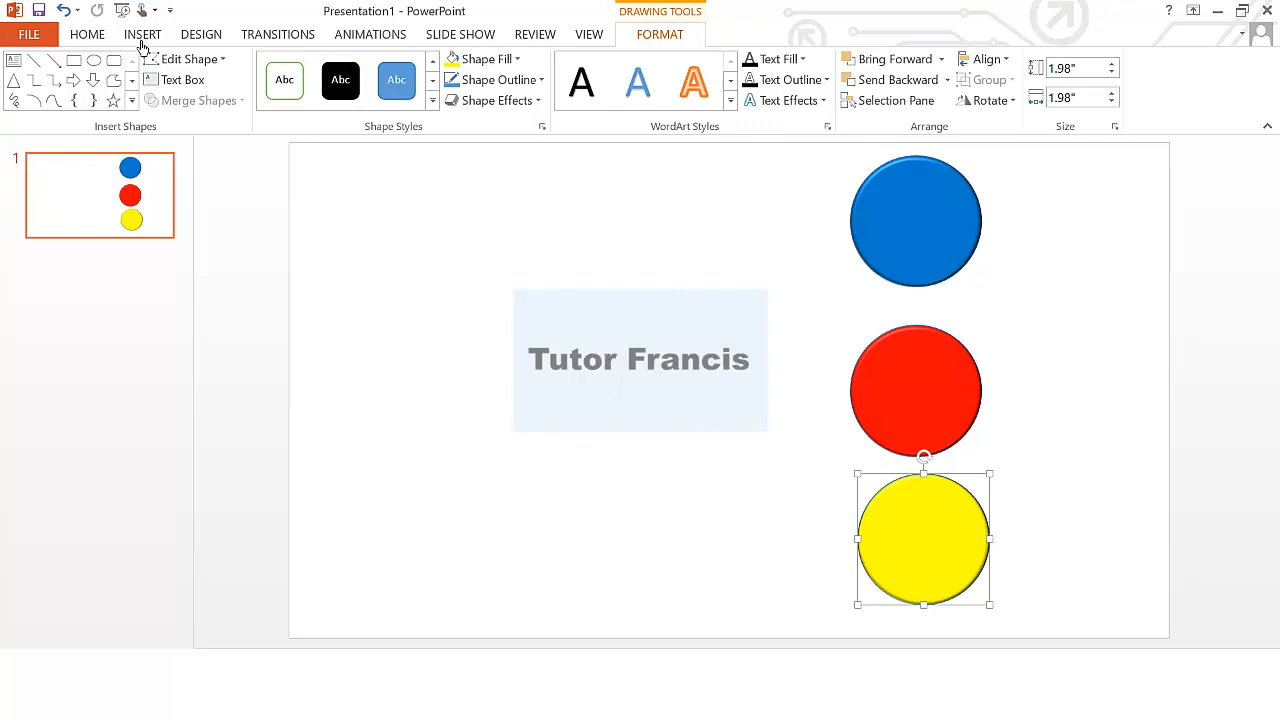 Presentation1 - PowerPoint
DRAWING TOOLS
?
FILE
HOME
INSERT
DESIGN
TRANSITIONS
ANIMATIONS
SLIDE SHOW
REVIEW
VIEW
FORMAT
Edit Shape
Text Box
Merge Shapes
Insert Shapes
Abc
Abc
Abc
Shape Fill
Shape Outline
Shape Effects
Shape Styles
A
A
A
Text Fill
Text Outline
Text Effects
WordArt Styles
Bring Forward
Send Backward
Selection Pane
Align
Group
Rotate
Arrange
1.98"
1.98"
Size
1
Tutor Francis